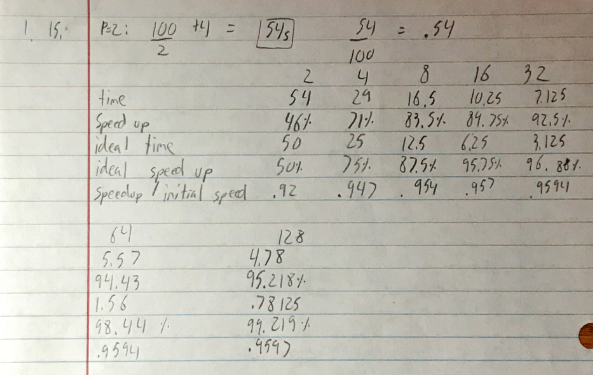 1. 15. P=2: 100/2 +4 = 54s 54/100 = .54
2 4 8 16 32
time 54 29 16.5 10.25 7.125
Speed up 46% 71% 83.5% 89.75% 92.5%
ideal time 50 25 12.5 6.25 3.125
ideal speed up 50% 75% 87.5% 95.75% 96.88%
Speedup / initial speed .92 .947 .954 .957 .9594
64 128
5.57 4.78
94.43 95.218%
1.56 .78125
98.44 % 99.219%
.9594 .9597